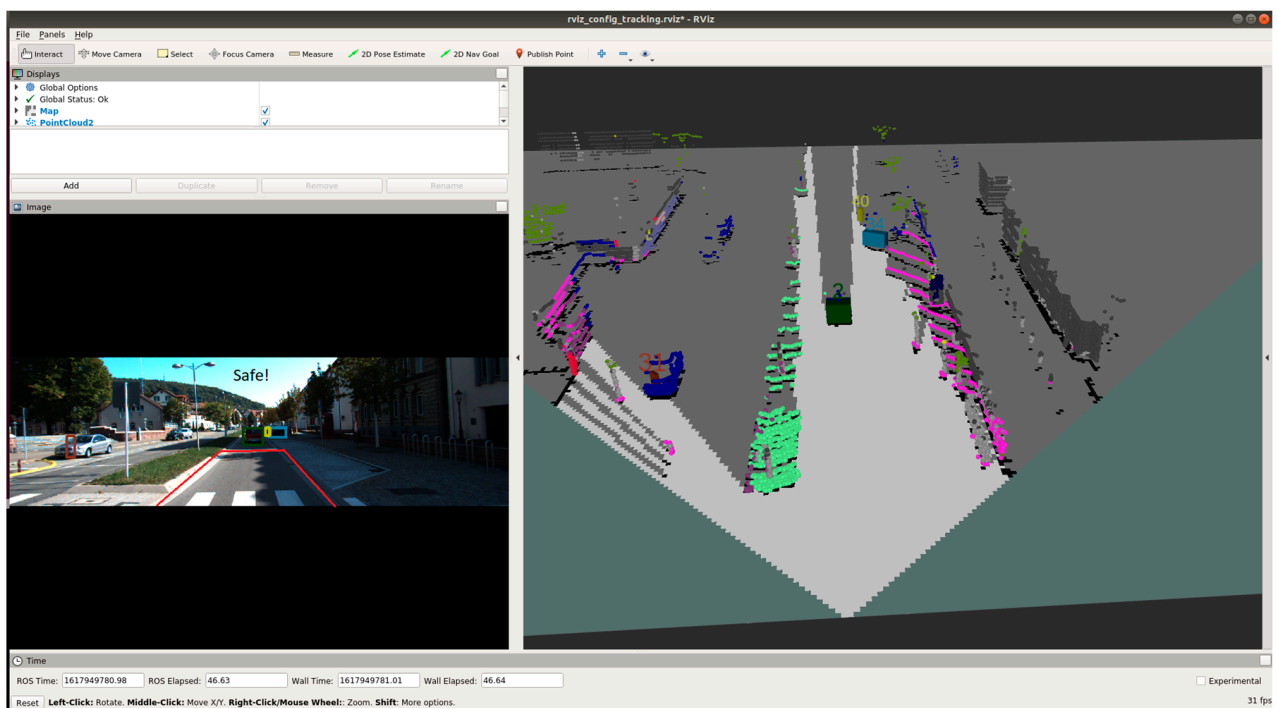 rviz_config_tracking.rviz* - RViz
File Panels Help
Interact Move Camera Select Focus Camera Measure 2D Pose Estimate 2D Nav Goal Publish Point
Displays
Global Options
Global Status: Ok
Map
PointCloud2
Add Duplicate Remove Rename
Image
Safe!
31
2
Time
ROS Time: 1617949780.98 ROS Elapsed: 46.63 Wall Time: 1617949781.01 Wall Elapsed: 46.64 Experimental
Reset Left-Click: Rotate. Middle-Click: Move X/Y. Right-Click/Mouse Wheel:: Zoom. Shift: More options. 31 fps